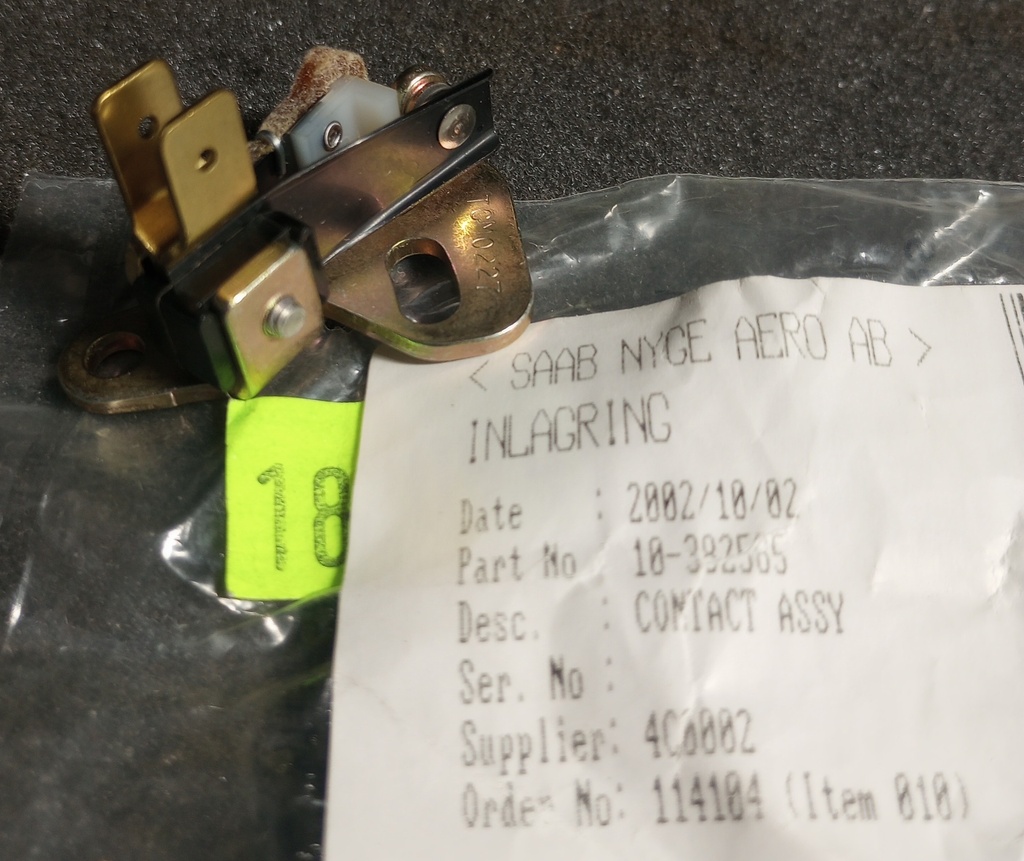 18
< SAAB NYGE AERO AB >
INLAGRING
Date : 2002/10/02
Part No 10-392565
Desc. : CONTACT ASSY
Ser. No :
Supplier: 4C0002
Order No: 114104 (Item 010)